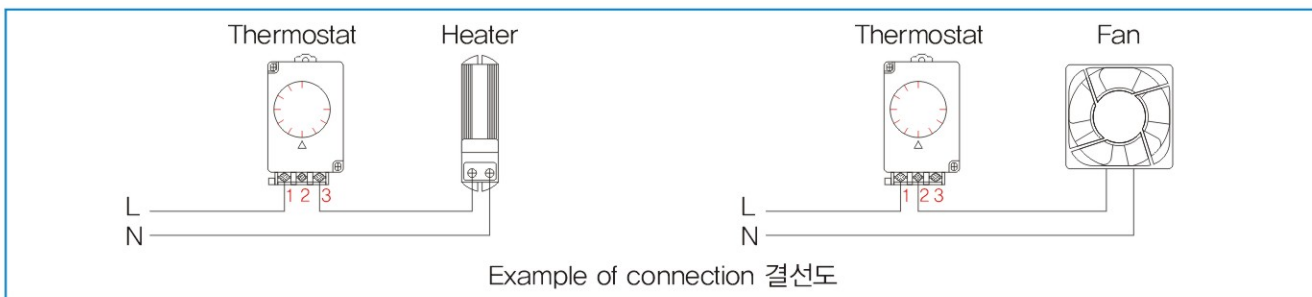 Thermostat Heater Thermostat Fan
1 2 3 1 2 3
L L
N N
Example of connection 결선도